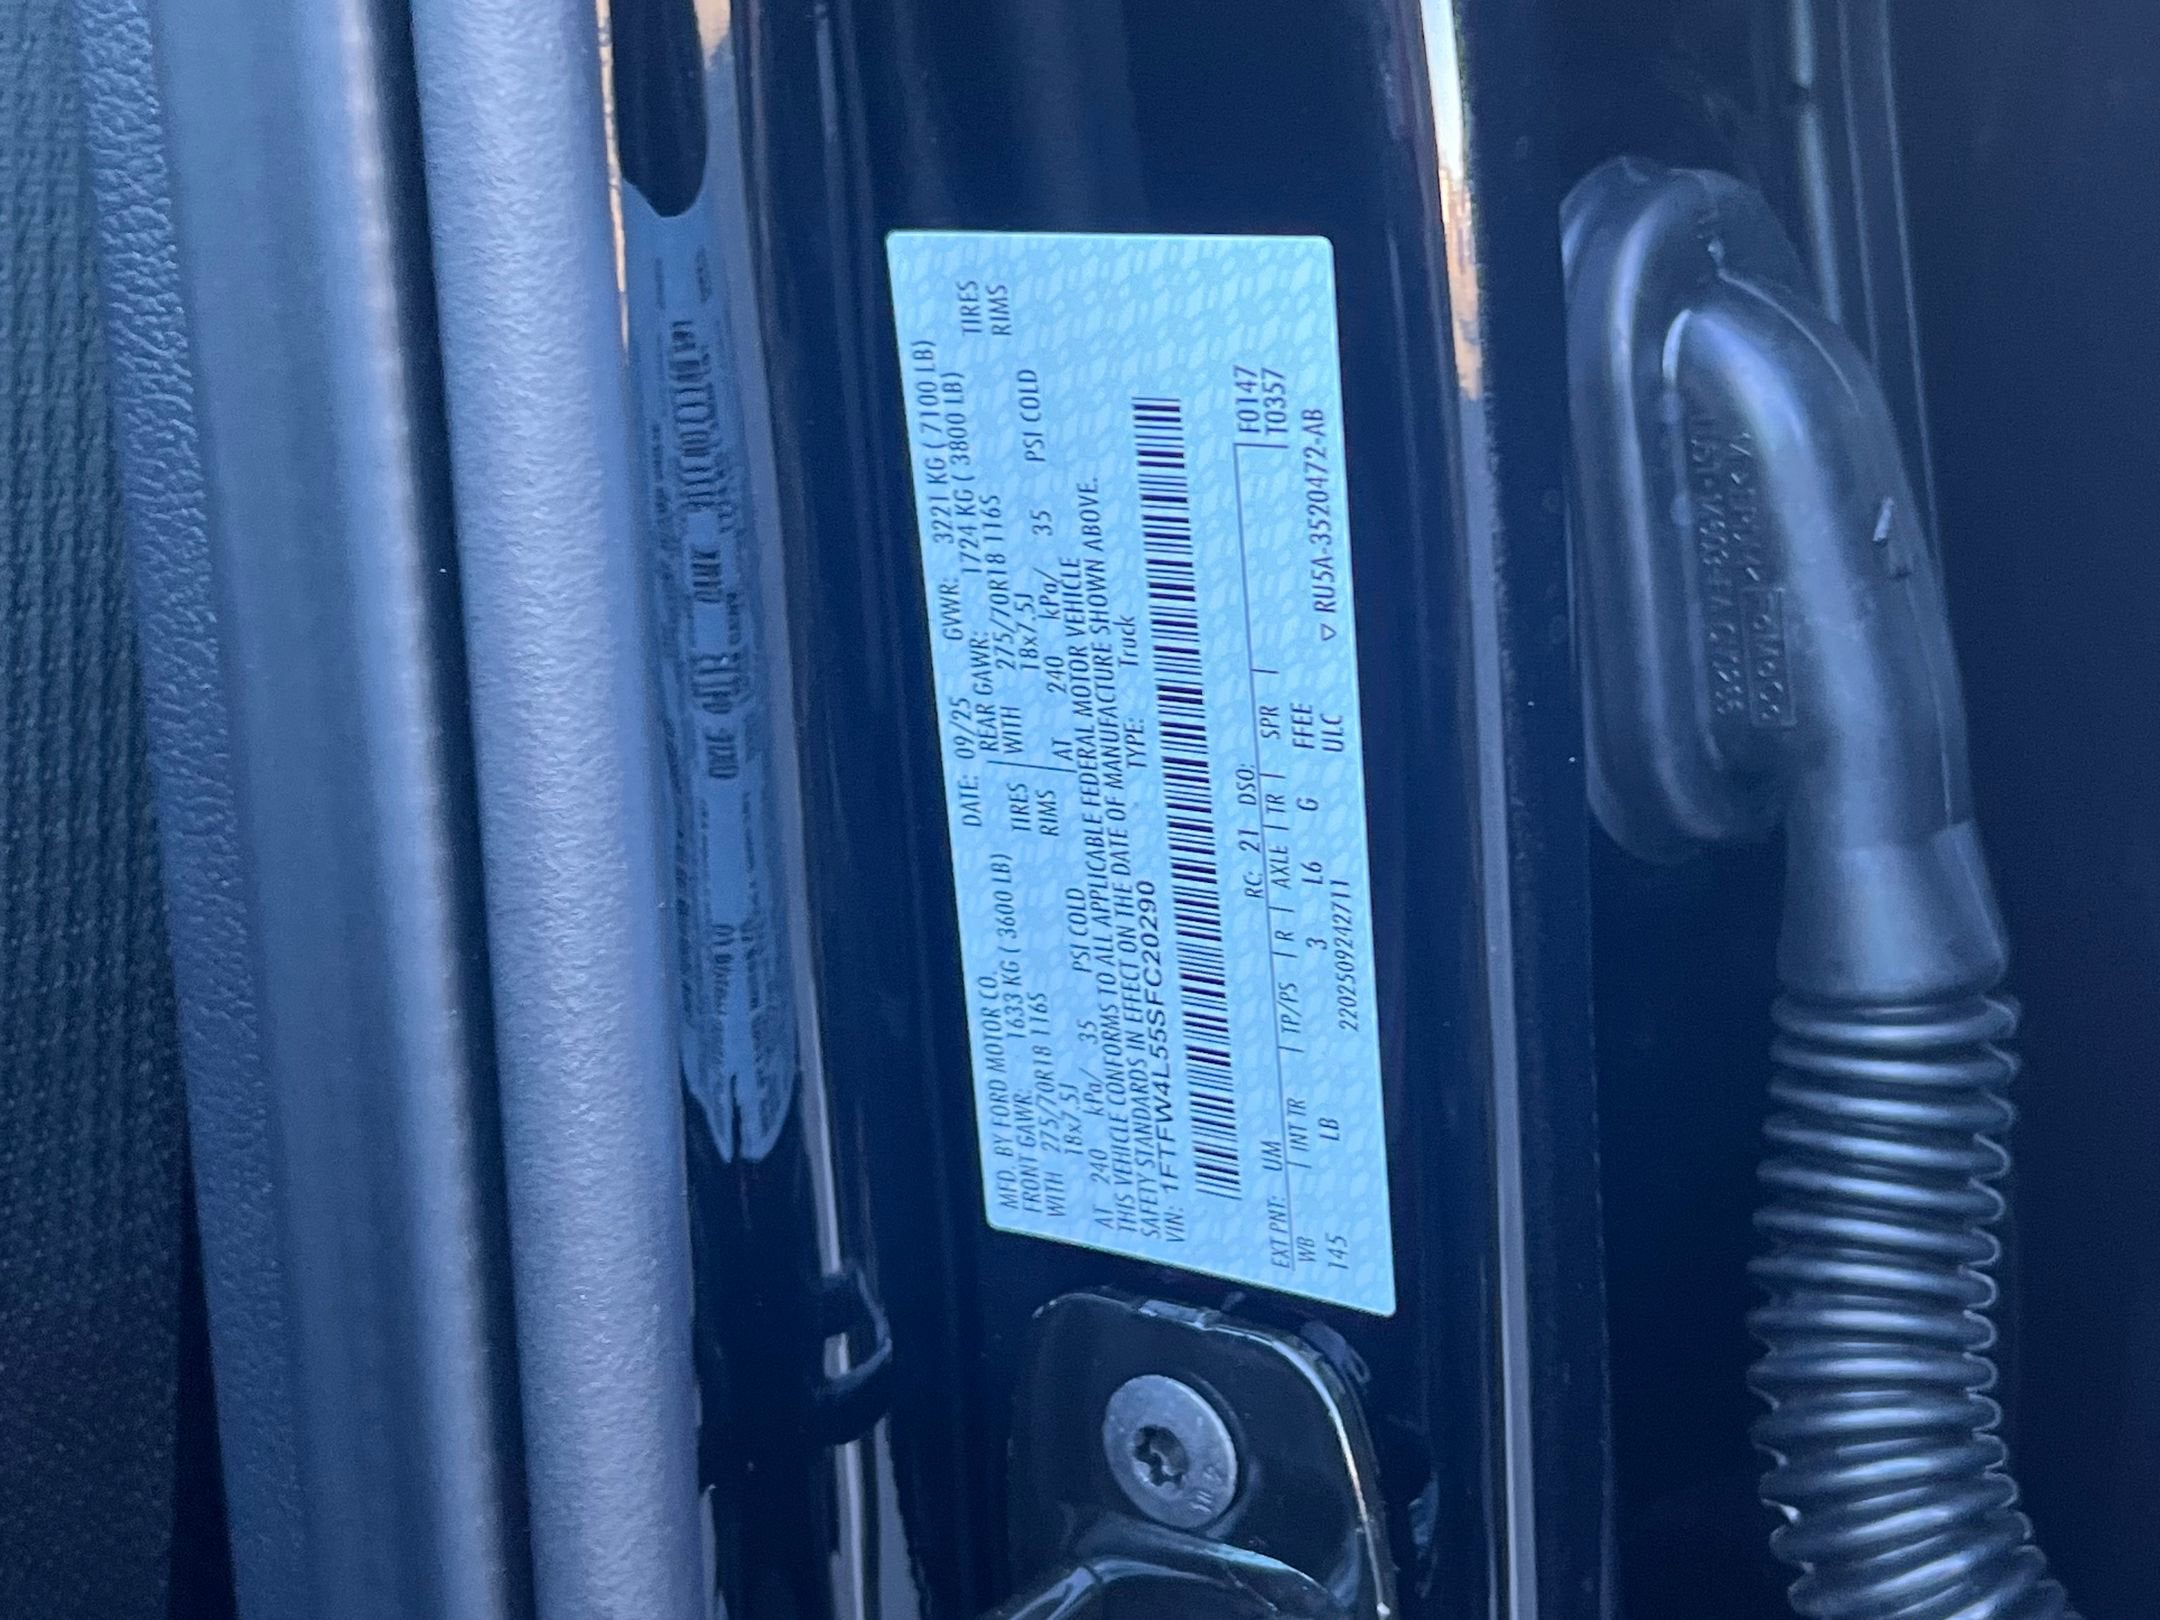 MFD. BY FORD MOTOR CO.
DATE: 09/25 GVWR: 3221 KG ( 7100 LB)
FRONT GAWR: 1633 KG ( 3600 LB)
REAR GAWR: 1724 KG ( 3800 LB)
WITH 275/70R18 116S TIRES
18x7.5J RIMS
AT 240 kPa/ 35 PSI COLD
WITH 275/70R18 116S TIRES
18x7.5J RIMS
AT 240 kPa/ 35 PSI COLD
THIS VEHICLE CONFORMS TO ALL APPLICABLE FEDERAL MOTOR VEHICLE
SAFETY STANDARDS IN EFFECT ON THE DATE OF MANUFACTURE SHOWN ABOVE.
VIN: 1FTFW4L55SFC20290 TYPE: Truck
EXT PNT: UM RC: 21 DSO: F0147
WB INT TR TP/PS R AXLE TR SPR T0357
145 LB 3 L6 G FEEE
2202509242711 ULC ▽ RU5A-3520472-AB